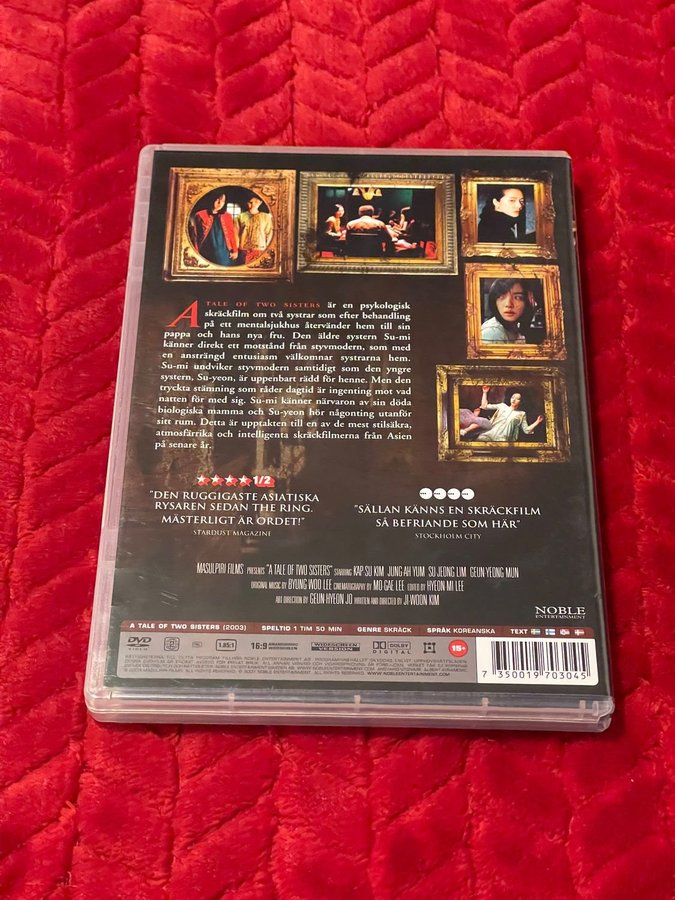 A TALE OF TWO SISTERS är en psykologisk
skräckfilm om två systrar som efter behandling
på ett mentalsjukhus återvänder hem till sin
pappa och hans nya fru. Den äldre systern Su-mi
känner direkt ett motstånd från styvmodern, som med
en ansträngd entusiasm välkomnar systrarna hem.
Su-mi undviker styvmodern samtidigt som den yngre
systern, Su-yeon, är uppenbart rädd för henne. Men den
tryckta stämning som råder dagtid är ingenting mot vad
natten för med sig. Su-mi känner närvaron av sin döda
biologiska mamma och Su-yeon hör någonting utanför
sitt rum. Detta är upptakten till en av de mest stilsäkra,
atmosfärrika och intelligenta skräckfilmerna från Asien
på senare år.
1/2
"DEN RUGGIGASTE ASIATISKA
RYSAREN SEDAN THE RING.
MÄSTERLIGT ÄR ORDET!"
STARDUST MAGAZINE
"SÄLLAN KÄNNS EN SKRÄCKFILM
SÅ BEFRIANDE SOM HÄR"
STOCKHOLM CITY
MASULPIRI FILMS PRESENTS "A TALE OF TWO SISTERS" STARRING KAP SU KIM JUNG AH YUM SU JEONG LIM GEUN YEONG MUN
ORIGINAL MUSIC BY BYUNG WOO LEE CINEMATOGRAPHY BY MO GAE LEE EDITED BY HYEON MI LEE
ART DIRECTION BY GEUN HYEON JO WRITTEN AND DIRECTED BY JI-WOON KIM
NOBLE
ENTERTAINMENT
A TALE OF TWO SISTERS (2003) SPELTID 1 TIM 50 MIN GENRE SKRÄCK SPRÅK KOREANSKA TEXT
DVD VIDEO 2 1.85:1 16:9 ANAMORPHIC WIDESCREEN WIDESCREEN VERSION DOLBY DIGITAL 15+
7 350019 703045